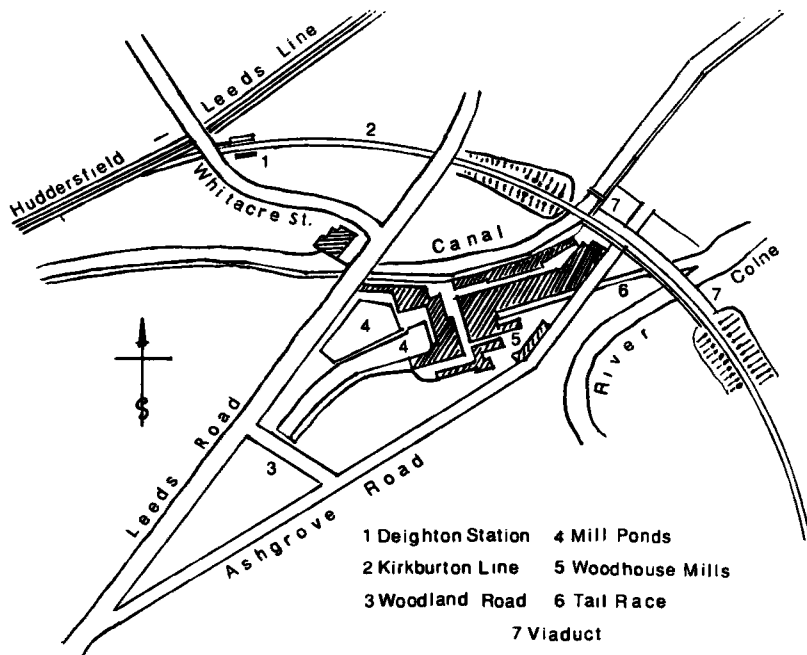 Huddersfield Leeds Line
2
1
Whitacre St.
7
Canal
Colne
6
7
4
4
5
River
S
Leeds Road
3
Ashgrove Road
1 Deighton Station 4 Mill Ponds
2 Kirkburton Line 5 Woodhouse Mills
3 Woodland Road 6 Tail Race
7 Viaduct